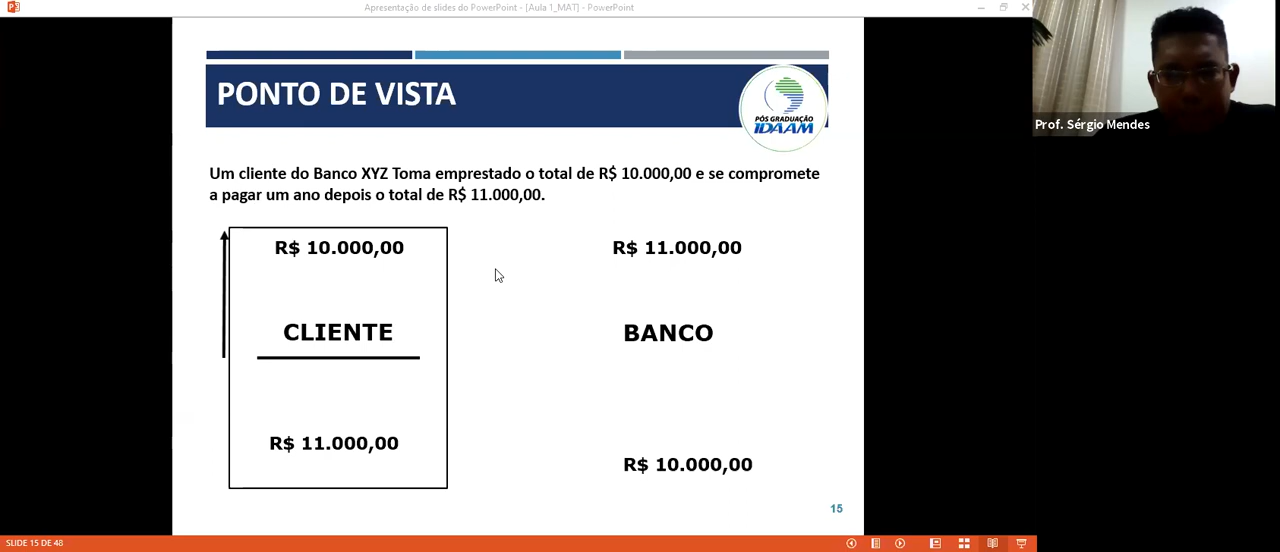 Apresentação de slides do PowerPoint - [Aula 1_MAT] - PowerPoint
PONTO DE VISTA
PÓS GRADUAÇÃO
IDAAM
Prof. Sérgio Mendes
Um cliente do Banco XYZ Toma emprestado o total de R$ 10.000,00 e se compromete
a pagar um ano depois o total de R$ 11.000,00.
R$ 10.000,00
R$ 11.000,00
CLIENTE
BANCO
R$ 11.000,00
R$ 10.000,00
15
SLIDE 15 DE 48